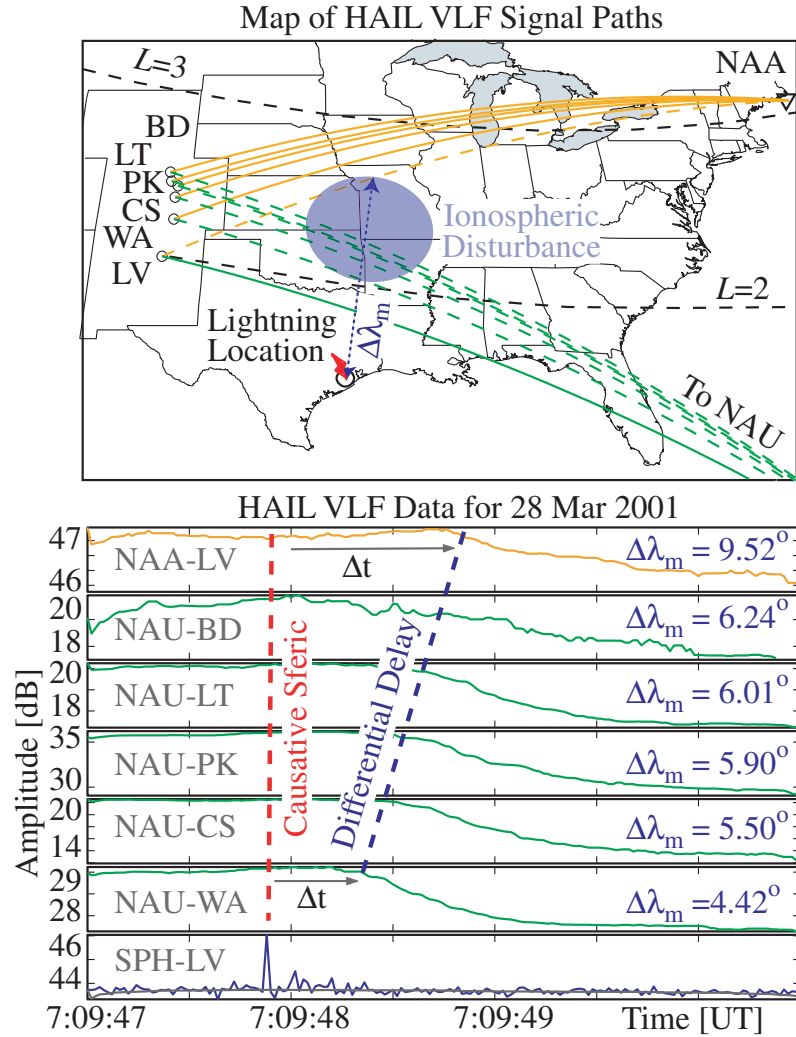 Map of HAIL VLF Signal Paths
L=3
NAA
BD
LT
PK
CS
WA
LV
Ionospheric
Disturbance
L=2
Lightning
Location
Δλm
To NAU
HAIL VLF Data for 28 Mar 2001
47
46
NAA-LV
Δt
Δλm = 9.52°
20
18
NAU-BD
Δλm = 6.24°
20
18
NAU-LT
Δλm = 6.01°
35
30
NAU-PK
Δλm = 5.90°
20
14
NAU-CS
Δλm = 5.50°
29
28
NAU-WA
Δt
Δλm =4.42°
46
44
SPH-LV
Causative Sferic
Differential Delay
Amplitude [dB]
7:09:47
7:09:48
7:09:49
Time [UT]